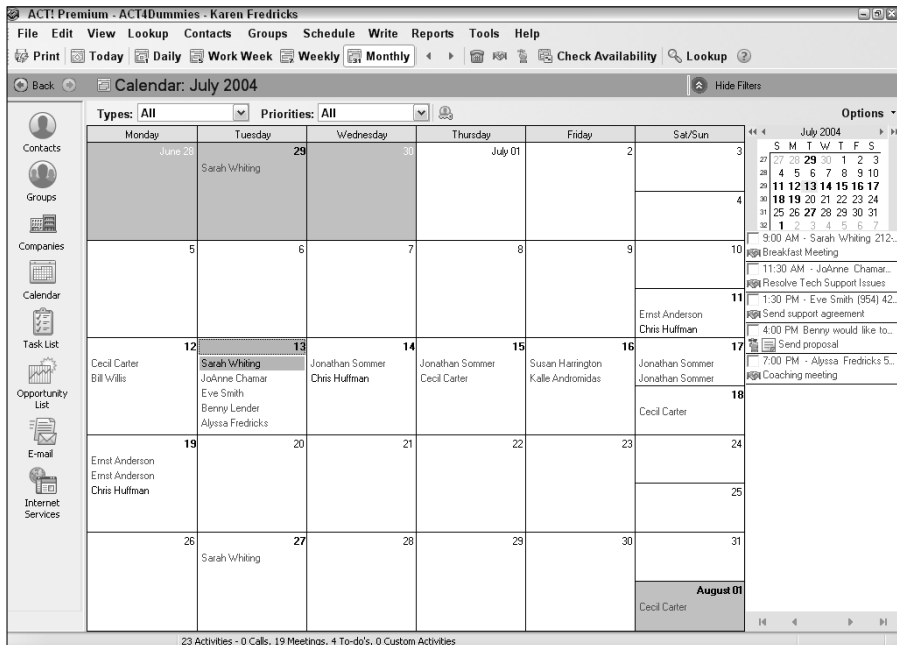 ACT! Premium - ACT4Dummies - Karen Fredricks
File Edit View Lookup Contacts Groups Schedule Write Reports Tools Help
Print Today Daily Work Week Weekly Monthly Check Availability Lookup
Back Calendar: July 2004 Hide Filters
Types: All Priorities: All Options
Contacts
Groups
Companies
Calendar
Task List
Opportunity
List
E-mail
Internet
Services
Monday Tuesday Wednesday Thursday Friday Sat/Sun
June 28 29 30 July 01 2 3
Sarah Whiting
4
5 6 7 8 9 10
11
Ernst Anderson
Chris Huffman
12 13 14 15 16 17
Cecil Carter Sarah Whiting Jonathan Sommer Jonathan Sommer Susan Harrington Jonathan Sommer
Bill Willis JoAnne Chamar Chris Huffman Cecil Carter Kalle Andromidas Jonathan Sommer
Eve Smith 18
Benny Lender Cecil Carter
Alyssa Fredricks
19 20 21 22 23 24
Ernst Anderson
Ernst Anderson
Chris Huffman
25
26 27 28 29 30 31
Sarah Whiting
August 01
Cecil Carter
July 2004
S M T W T F S
27 27 28 29 30 1 2 3
28 4 5 6 7 8 9 10
29 11 12 13 14 15 16 17
30 18 19 20 21 22 23 24
31 25 26 27 28 29 30 31
32 1 2 3 4 5 6 7
9:00 AM - Sarah Whiting 212-..
Breakfast Meeting
11:30 AM - JoAnne Chamar...
Resolve Tech Support Issues
1:30 PM - Eve Smith (954) 42..
Send support agreement
4:00 PM Benny would like to..
Send proposal
7:00 PM - Alyssa Fredricks 5..
Coaching meeting
23 Activities - 0 Calls, 19 Meetings, 4 To-do's, 0 Custom Activities